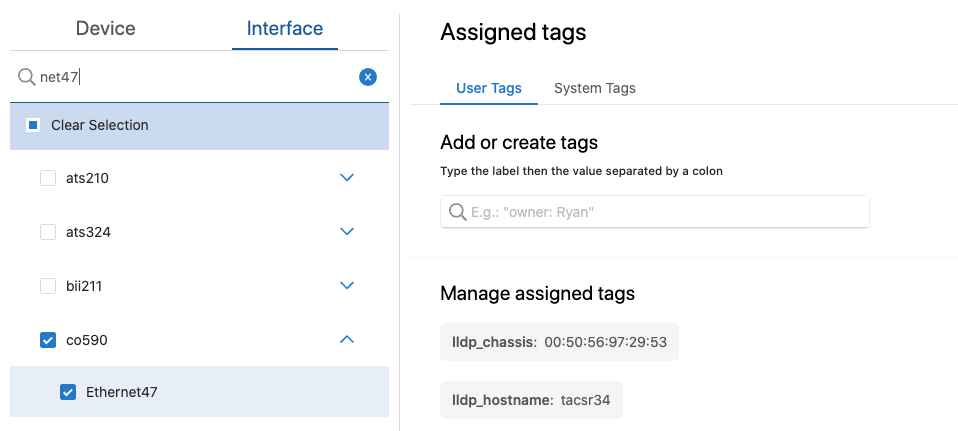 Device
Interface
net47
Clear Selection
ats210
ats324
bii211
co590
Ethernet47
Assigned tags
User Tags
System Tags
Add or create tags
Type the label then the value separated by a colon
E.g.: "owner: Ryan"
Manage assigned tags
lldp_chassis: 00:50:56:97:29:53
lldp_hostname: tacsr34